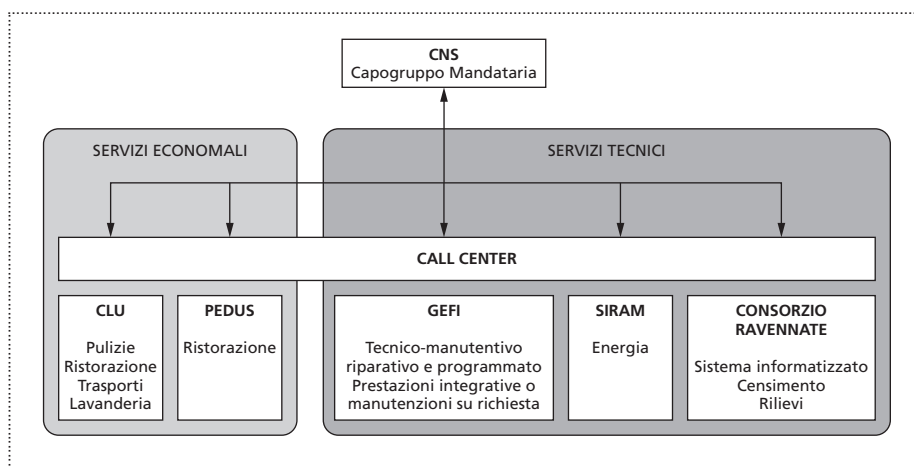 CNS
Capogruppo Mandataria
SERVIZI ECONOMALI
SERVIZI TECNICI
CALL CENTER
CLU
Pulizie
Ristorazione
Trasporti
Lavanderia
PEDUS
Ristorazione
GEFI
Tecnico-manutentivo
riparativo e programmato
Prestazioni integrative o
manutenzioni su richiesta
SIRAM
Energia
CONSORZIO
RAVENNATE
Sistema informatizzato
Censimento
Rilievi